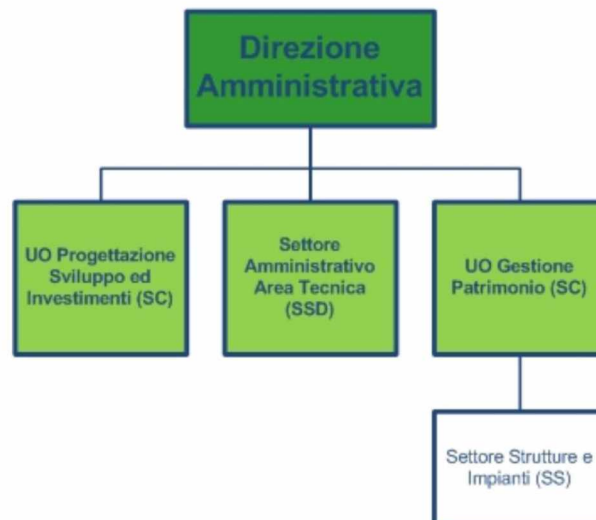 Direzione
Amministrativa
UO Progettazione
Sviluppo ed
Investimenti (SC)
Settore
Amministrativo
Area Tecnica
(SSD)
UO Gestione
Patrimonio (SC)
Settore Strutture e
Impianti (SS)